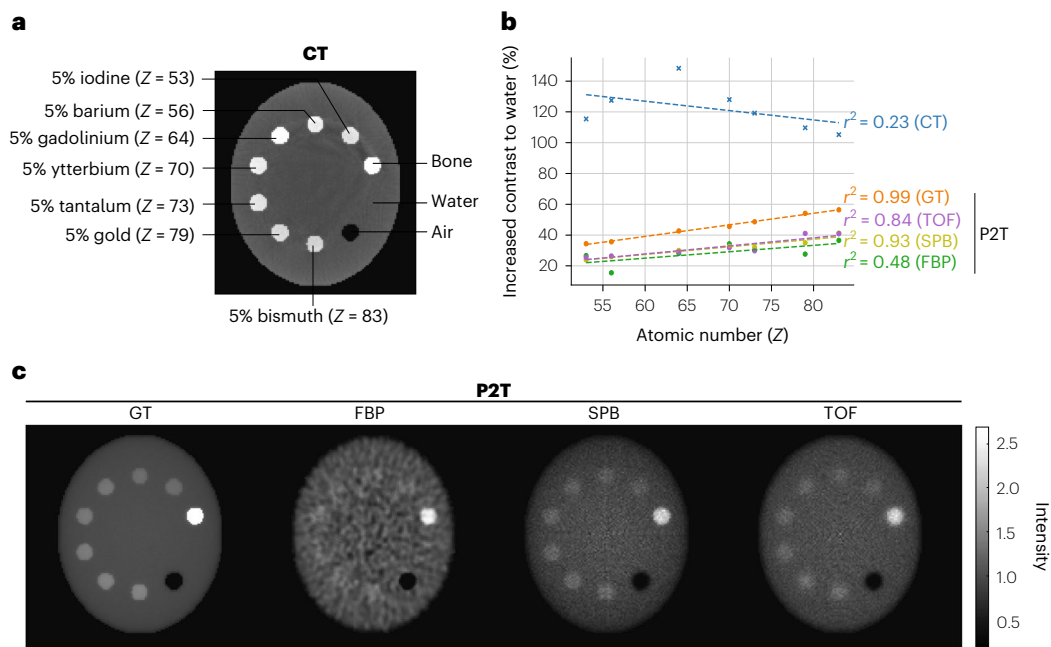 a
CT
5% iodine (Z = 53)
5% barium (Z = 56)
5% gadolinium (Z = 64)
5% ytterbium (Z = 70)
5% tantalum (Z = 73)
5% gold (Z = 79)
5% bismuth (Z = 83)
Bone
Water
Air
b
Increased contrast to water (%)
140
120
100
80
60
40
20
55
60
65
70
75
80
Atomic number (Z)
r² = 0.23 (CT)
r² = 0.99 (GT)
r² = 0.84 (TOF)
r² = 0.93 (SPB)
r² = 0.48 (FBP)
P2T
c
P2T
GT
FBP
SPB
TOF
2.5
2.0
1.5
1.0
0.5
Intensity